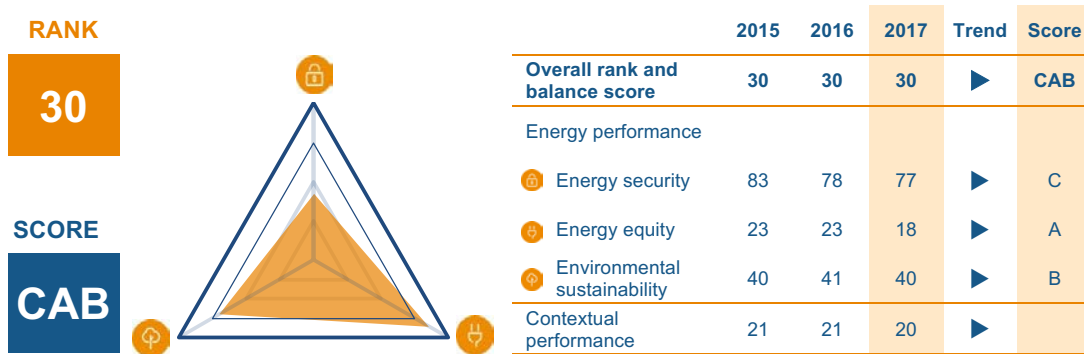 RANK
30
SCORE
CAB
2015 2016 2017 Trend Score
Overall rank and
balance score 30 30 30 CAB
Energy performance
Energy security 83 78 77 C
Energy equity 23 23 18 A
Environmental
sustainability 40 41 40 B
Contextual
performance 21 21 20